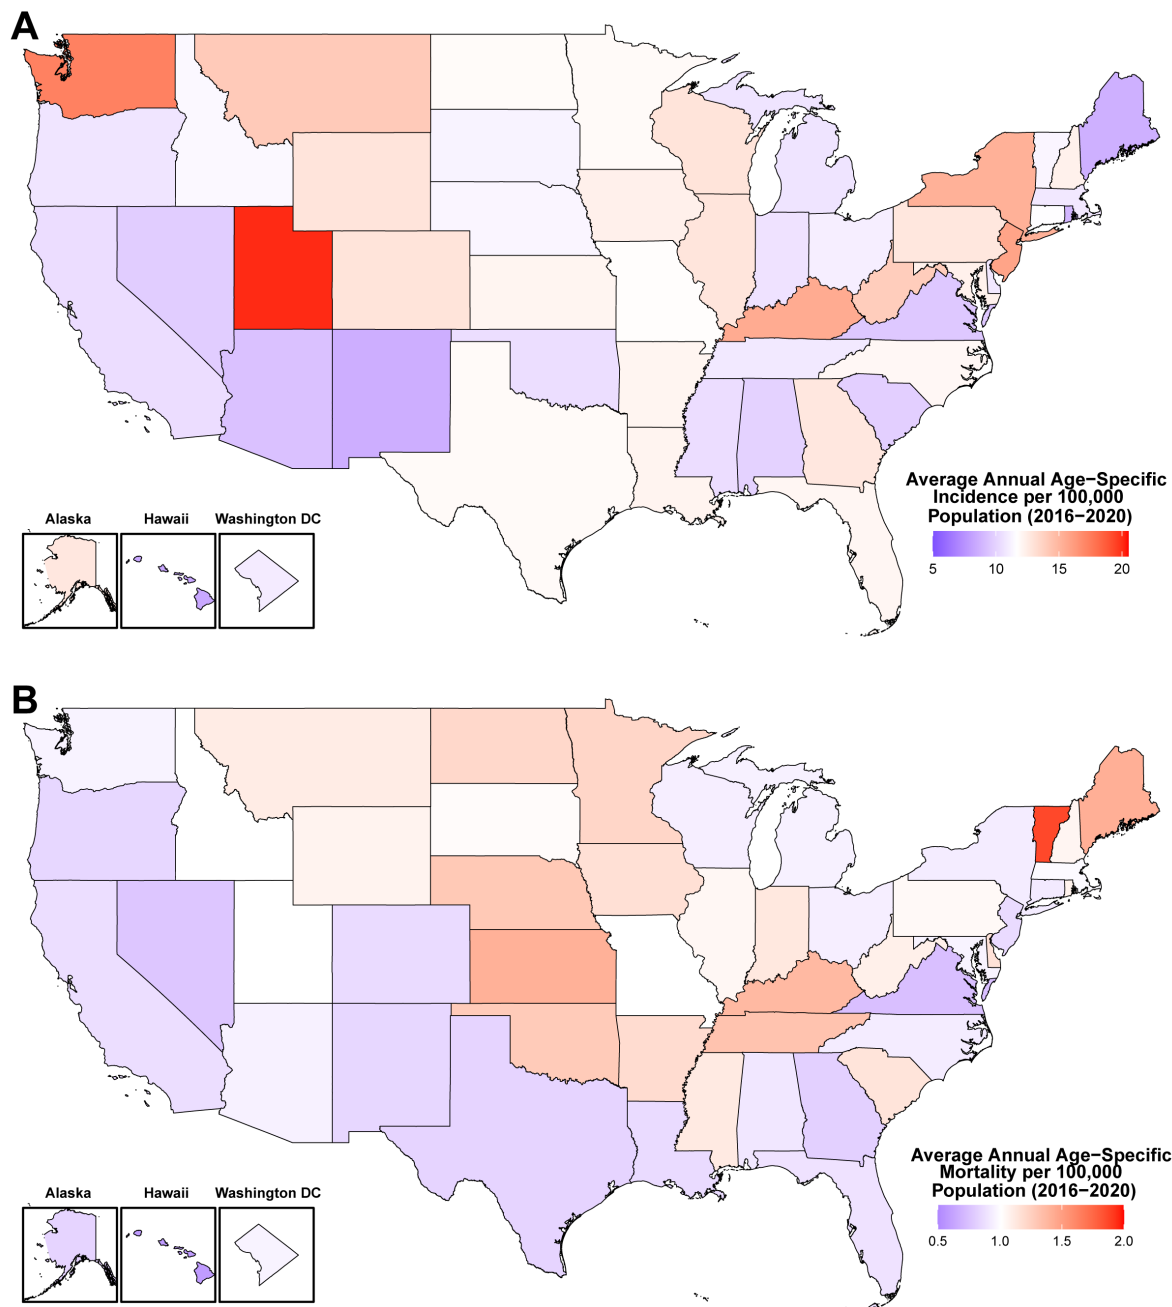 A
Average Annual Age−Specific
Incidence per 100,000
Population (2016−2020)
5 10 15 20
Alaska Hawaii Washington DC
B
Average Annual Age−Specific
Mortality per 100,000
Population (2016−2020)
0.5 1.0 1.5 2.0
Alaska Hawaii Washington DC